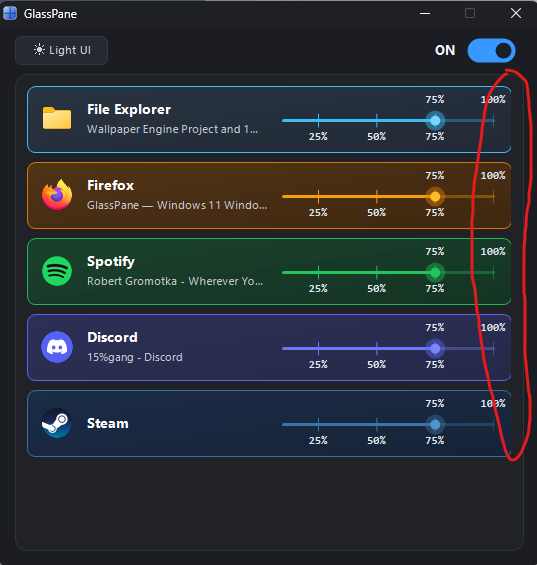 GlassPane
Light UI
ON
File Explorer
Wallpaper Engine Project and 1...
75%
100%
25%
50%
75%
Firefox
GlassPane — Windows 11 Windo...
75%
100%
25%
50%
75%
Spotify
Robert Gromotka - Wherever Yo...
75%
100%
25%
50%
75%
Discord
15%gang - Discord
75%
100%
25%
50%
75%
Steam
75%
100%
25%
50%
75%